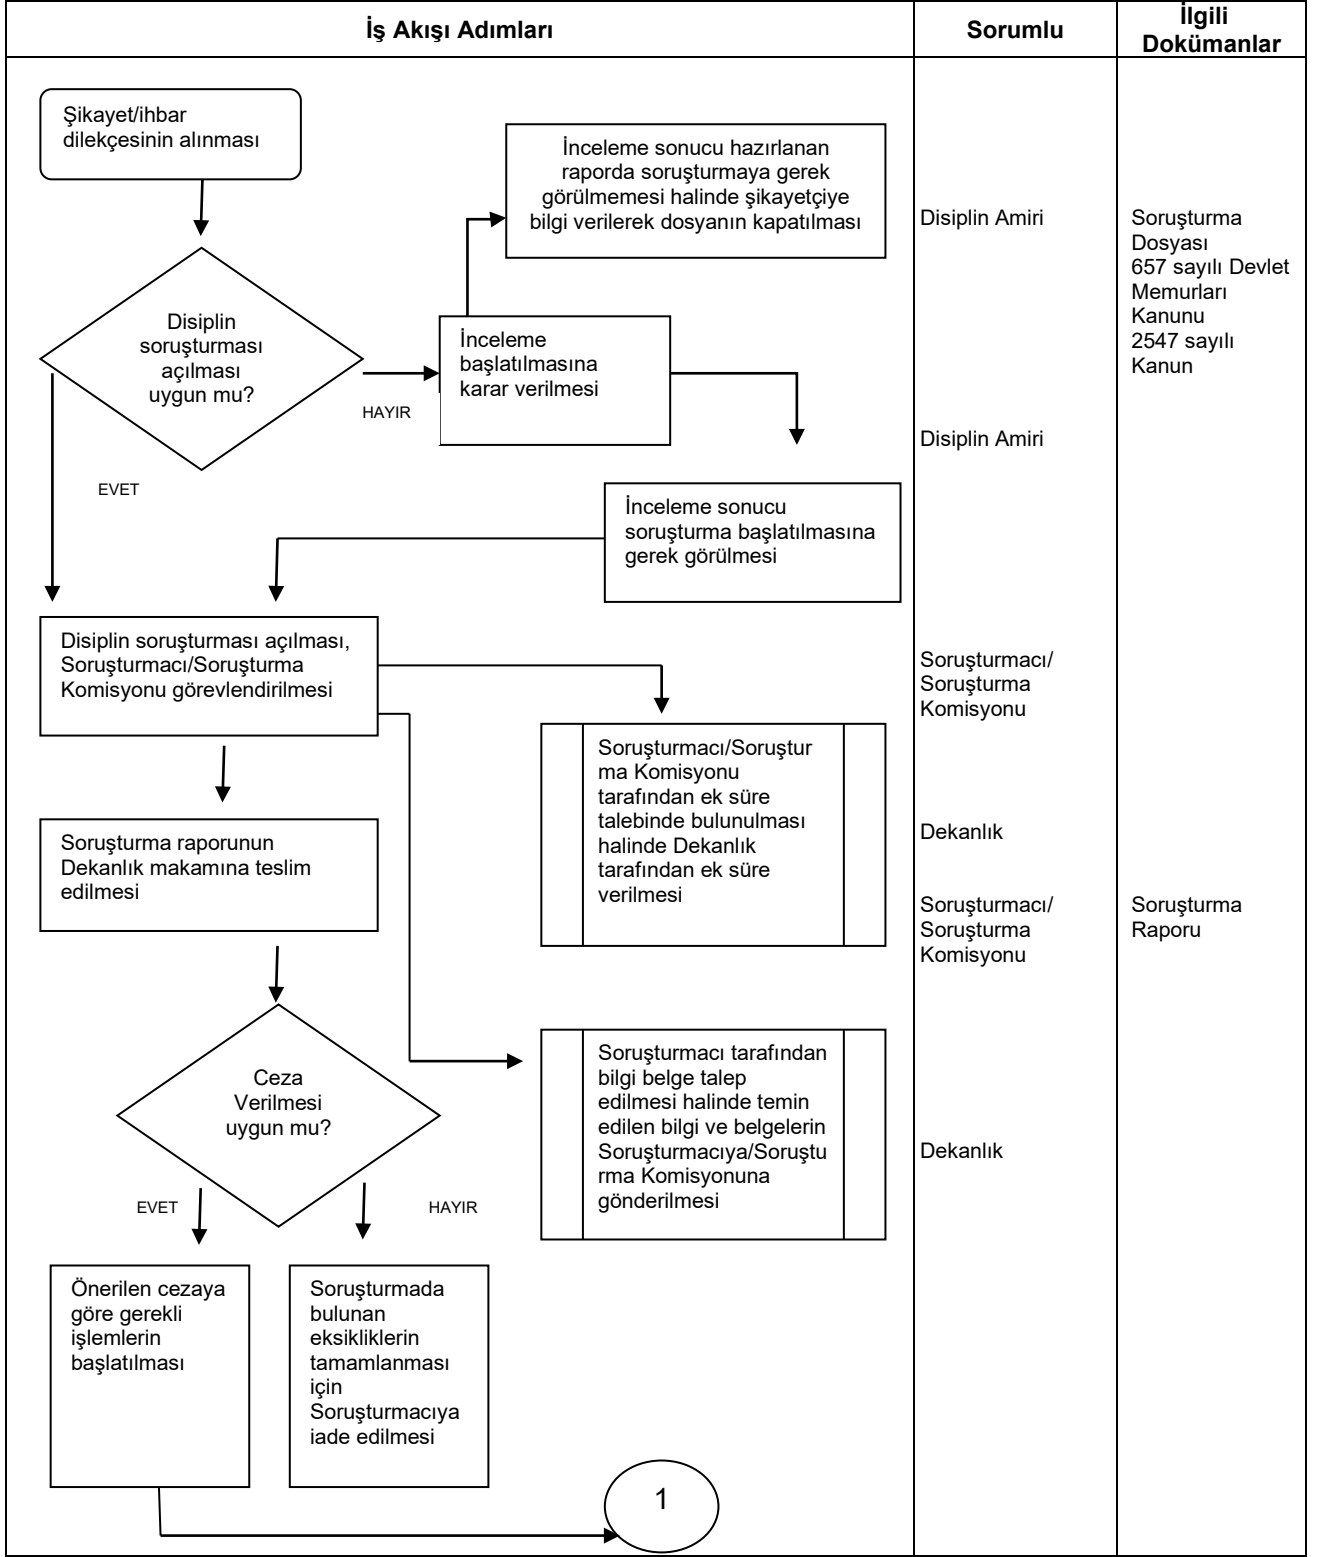 İş Akışı Adımları
Sorumlu
İlgili
Dokümanlar
Şikayet/ihbar
dilekçesinin alınması
İnceleme sonucu hazırlanan
raporda soruşturmaya gerek
görülmemesi halinde şikayetçiye
bilgi verilerek dosyanın kapatılması
Disiplin Amiri
Soruşturma
Dosyası
657 sayılı Devlet
Memurları
Kanunu
2547 sayılı
Kanun
Disiplin
soruşturması
açılması
uygun mu?
HAYIR
İnceleme
başlatılmasına
karar verilmesi
Disiplin Amiri
EVET
İnceleme sonucu
soruşturma başlatılmasına
gerek görülmesi
Disiplin soruşturması açılması,
Soruşturmacı/Soruşturma
Komisyonu görevlendirilmesi
Soruşturmacı/
Soruşturma
Komisyonu
Soruşturmacı/Soruştur
ma Komisyonu
tarafından ek süre
talebinde bulunulması
halinde Dekanlık
tarafından ek süre
verilmesi
Dekanlık
Soruşturma raporunun
Dekanlık makamına teslim
edilmesi
Soruşturmacı/
Soruşturma
Komisyonu
Soruşturma
Raporu
Ceza
Verilmesi
uygun mu?
Soruşturmacı tarafından
bilgi belge talep
edilmesi halinde temin
edilen bilgi ve belgelerin
Soruşturmacıya/Soruştu
rma Komisyonuna
gönderilmesi
Dekanlık
EVET
HAYIR
Önerilen cezaya
göre gerekli
işlemlerin
başlatılması
Soruşturmada
bulunan
eksikliklerin
tamamlanması
için
Soruşturmacıya
iade edilmesi
1